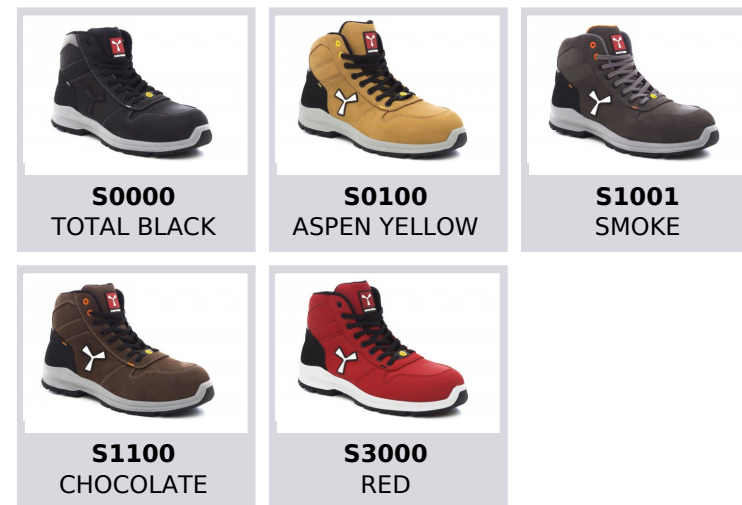 S0000
TOTAL BLACK
S0100
ASPEN YELLOW
S1001
SMOKE
S1100
CHOCOLATE
S3000
RED